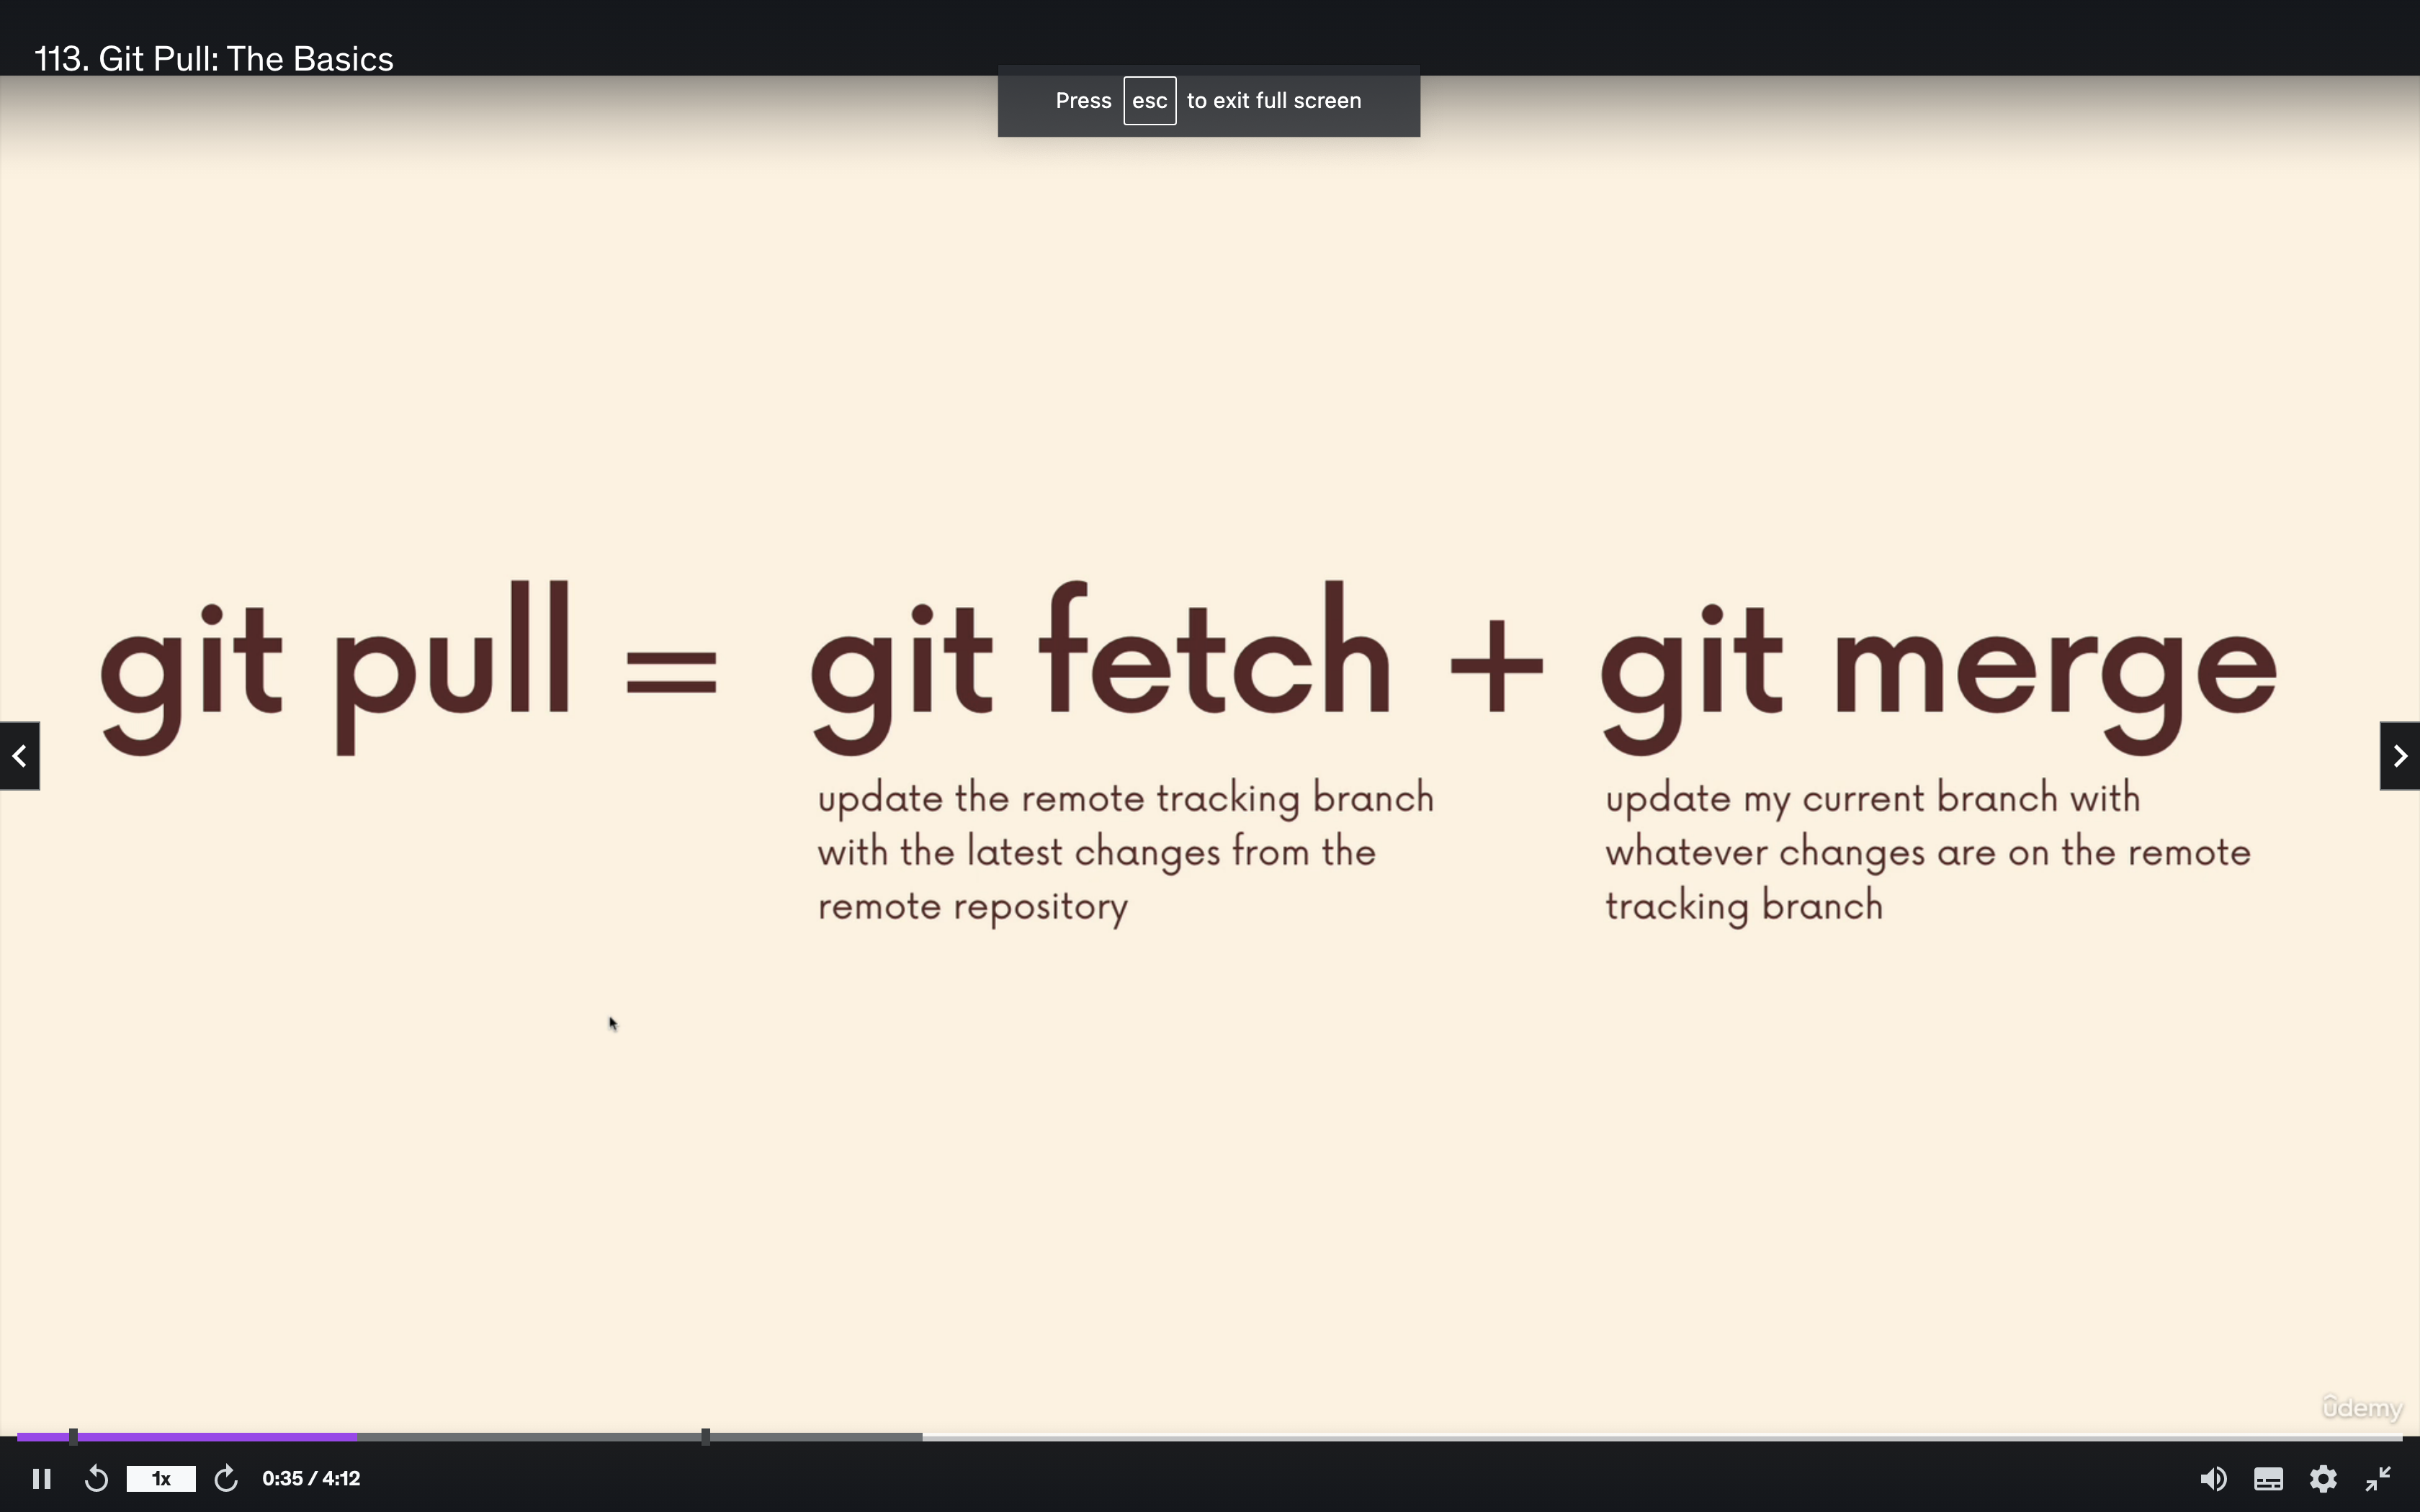 113. Git Pull: The Basics
Press esc to exit full screen
git pull = git fetch + git merge
update the remote tracking branch
with the latest changes from the
remote repository
update my current branch with
whatever changes are on the remote
tracking branch
udemy
1x
0:35 / 4:12